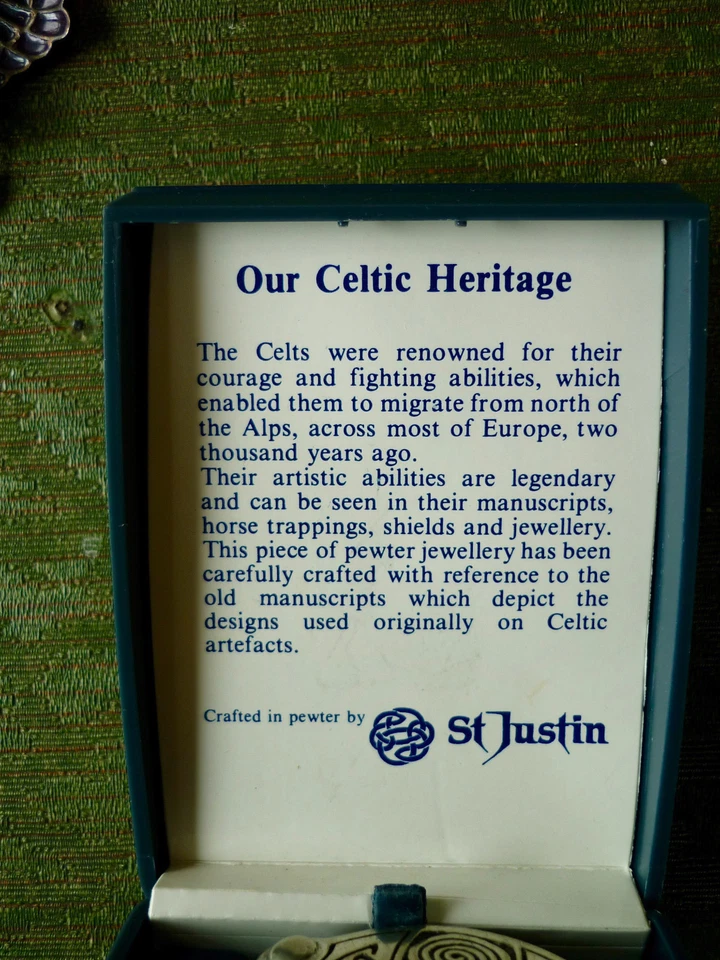 Our Celtic Heritage
The Celts were renowned for their
courage and fighting abilities, which
enabled them to migrate from north of
the Alps, across most of Europe, two
thousand years ago.
Their artistic abilities are legendary
and can be seen in their manuscripts,
horse trappings, shields and jewellery.
This piece of pewter jewellery has been
carefully crafted with reference to the
old manuscripts which depict the
designs used originally on Celtic
artefacts.
Crafted in pewter by St Justin